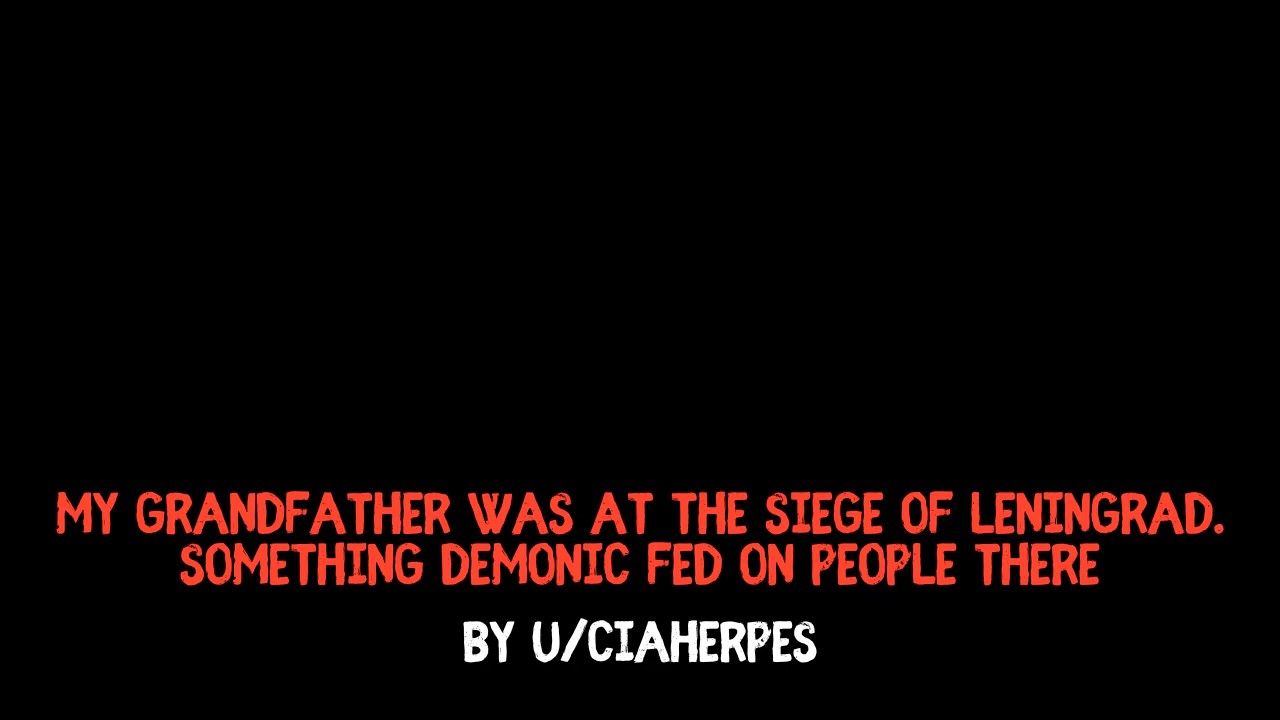 MY GRANDFATHER WAS AT THE SIEGE OF LENINGRAD.
SOMETHING DEMONIC FED ON PEOPLE THERE
BY U/CIAHERPES